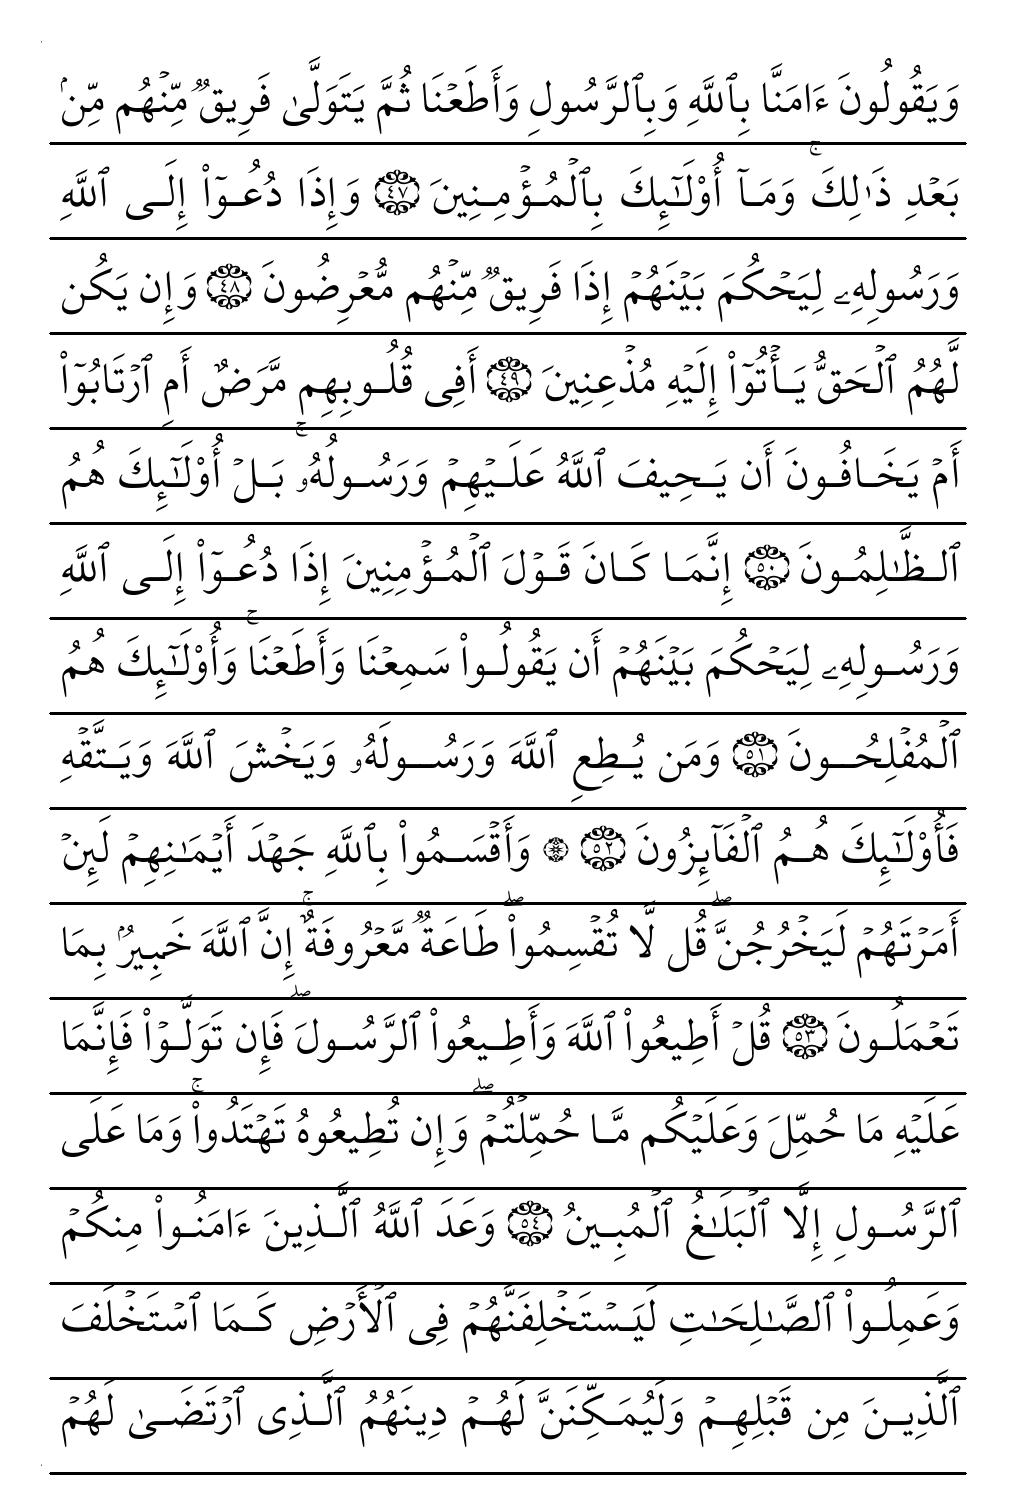 وَيَقُولُونَ ءَامَنَّا بِٱللَّهِ وَبِٱلرَّسُولِ وَأَطَعۡنَا ثُمَّ يَتَوَلَّىٰ فَرِيقٞ مِّنۡهُم مِّنۢ
بَعۡدِ ذَٰلِكَۚ وَمَآ أُوْلَٰٓئِكَ بِٱلۡمُؤۡمِنِينَ ٤٧ وَإِذَا دُعُوٓاْ إِلَى ٱللَّهِ
وَرَسُولِهِۦ لِيَحۡكُمَ بَيۡنَهُمۡ إِذَا فَرِيقٞ مِّنۡهُم مُّعۡرِضُونَ ٤٨ وَإِن يَكُن
لَّهُمُ ٱلۡحَقُّ يَأۡتُوٓاْ إِلَيۡهِ مُذۡعِنِينَ ٤٩ أَفِي قُلُوبِهِم مَّرَضٌ أَمِ ٱرۡتَابُوٓاْ
أَمۡ يَخَافُونَ أَن يَحِيفَ ٱللَّهُ عَلَيۡهِمۡ وَرَسُولُهُۥۚ بَلۡ أُوْلَٰٓئِكَ هُمُ
ٱلظَّٰلِمُونَ ٥٠ إِنَّمَا كَانَ قَوۡلَ ٱلۡمُؤۡمِنِينَ إِذَا دُعُوٓاْ إِلَى ٱللَّهِ
وَرَسُولِهِۦ لِيَحۡكُمَ بَيۡنَهُمۡ أَن يَقُولُواْ سَمِعۡنَا وَأَطَعۡنَاۚ وَأُوْلَٰٓئِكَ هُمُ
ٱلۡمُفۡلِحُونَ ٥١ وَمَن يُطِعِ ٱللَّهَ وَرَسُولَهُۥ وَيَخۡشَ ٱللَّهَ وَيَتَّقۡهِ
فَأُوْلَٰٓئِكَ هُمُ ٱلۡفَآئِزُونَ ٥٢ ۞ وَأَقۡسَمُواْ بِٱللَّهِ جَهۡدَ أَيۡمَٰنِهِمۡ لَئِنۡ
أَمَرۡتَهُمۡ لَيَخۡرُجُنَّۖ قُل لَّا تُقۡسِمُواْۖ طَاعَةٞ مَّعۡرُوفَةٌۚ إِنَّ ٱللَّهَ خَبِيرُۢ بِمَا
تَعۡمَلُونَ ٥٣ قُلۡ أَطِيعُواْ ٱللَّهَ وَأَطِيعُواْ ٱلرَّسُولَۖ فَإِن تَوَلَّوۡاْ فَإِنَّمَا
عَلَيۡهِ مَا حُمِّلَ وَعَلَيۡكُم مَّا حُمِّلۡتُمۡۖ وَإِن تُطِيعُوهُ تَهۡتَدُواْۚ وَمَا عَلَى
ٱلرَّسُولِ إِلَّا ٱلۡبَلَٰغُ ٱلۡمُبِينُ ٥٤ وَعَدَ ٱللَّهُ ٱلَّذِينَ ءَامَنُواْ مِنكُمۡ
وَعَمِلُواْ ٱلصَّٰلِحَٰتِ لَيَسۡتَخۡلِفَنَّهُمۡ فِي ٱلۡأَرۡضِ كَمَا ٱسۡتَخۡلَفَ
ٱلَّذِينَ مِن قَبۡلِهِمۡ وَلَيُمَكِّنَنَّ لَهُمۡ دِينَهُمُ ٱلَّذِي ٱرۡتَضَىٰ لَهُمۡ